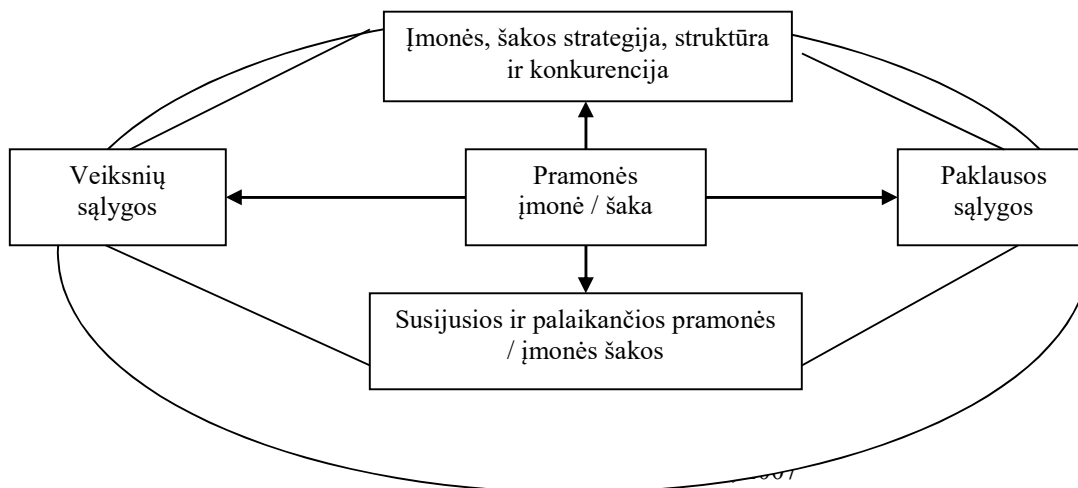 Įmonės, šakos strategija, struktūra
ir konkurencija
Veiksnių
sąlygos
Pramonės
įmonė / šaka
Paklausos
sąlygos
Susijusios ir palaikančios pramonės
/ įmonės šakos